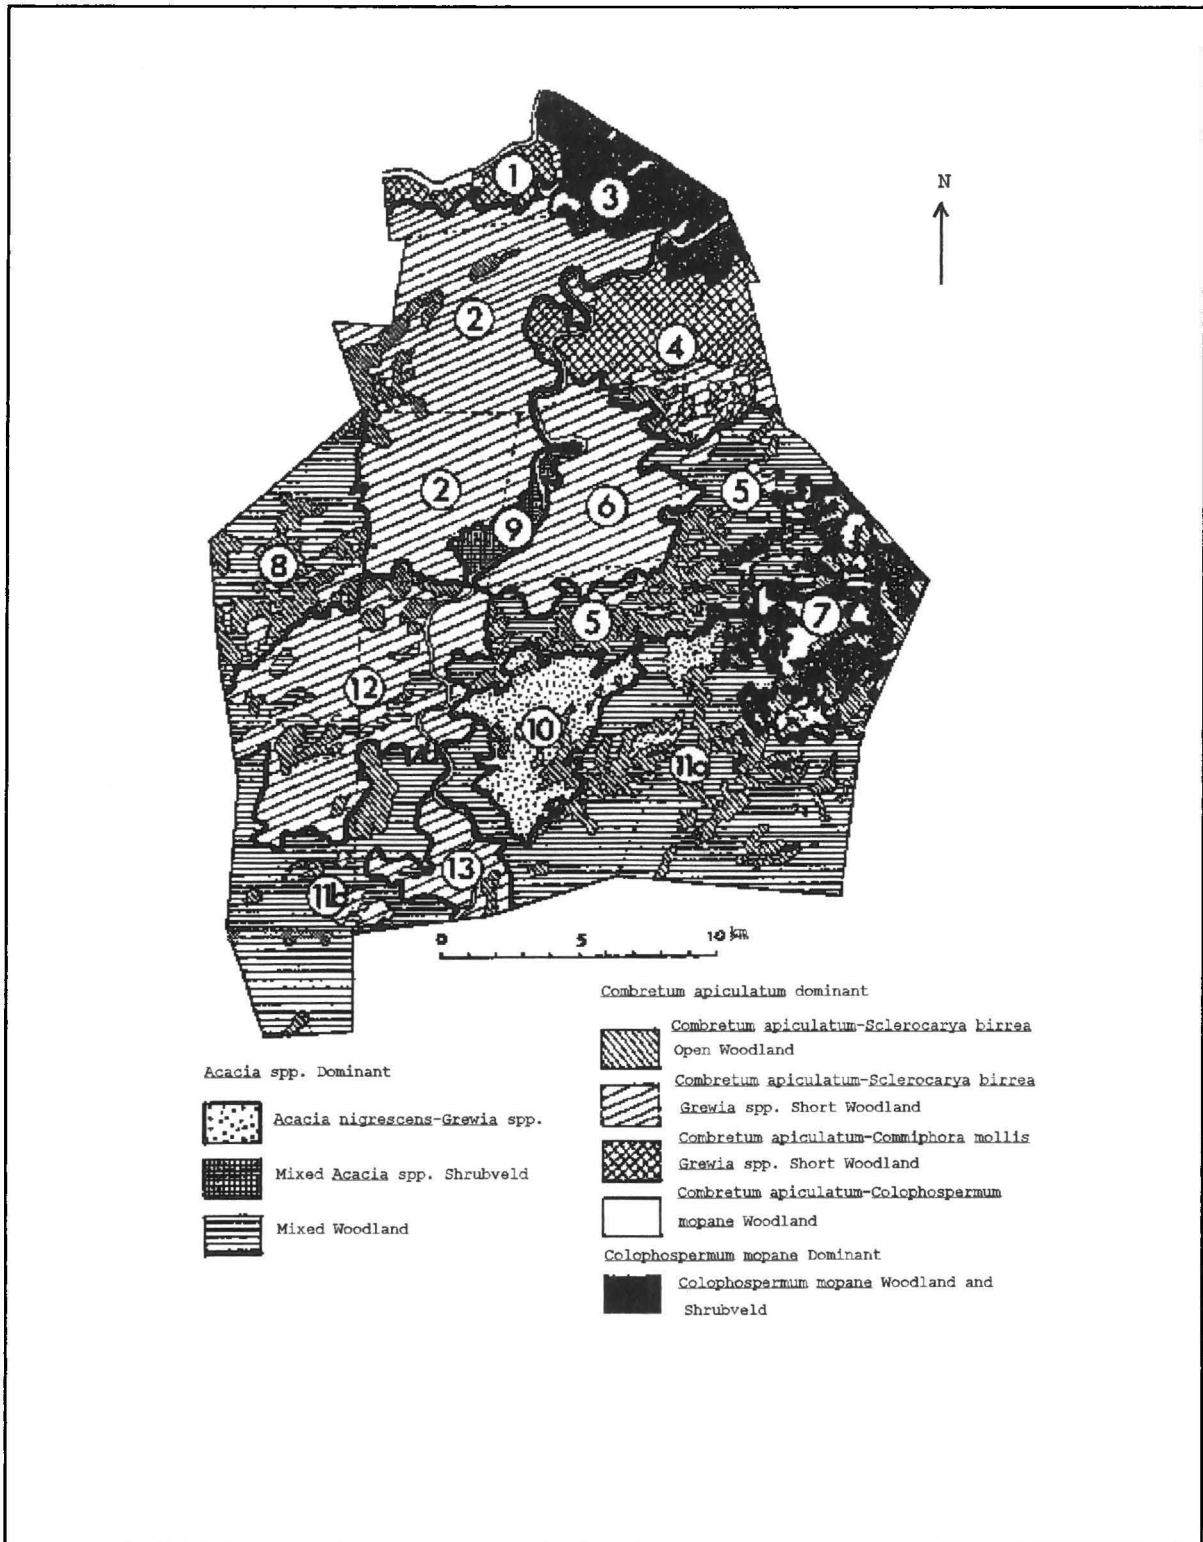 N
1
3
2
4
2
6
5
9
8
5
7
12
10
11a
13
11b
0 5 10 km
Combretum apiculatum dominant
Combretum apiculatum-Sclerocarya birrea
Open Woodland
Combretum apiculatum-Sclerocarya birrea
Grewia spp. Short Woodland
Combretum apiculatum-Commiphora mollis
Grewia spp. Short Woodland
Combretum apiculatum-Colophospermum
mopane Woodland
Colophospermum mopane Dominant
Colophospermum mopane Woodland and
Shrubveld
Acacia spp. Dominant
Acacia nigrescens-Grewia spp.
Mixed Acacia spp. Shrubveld
Mixed Woodland